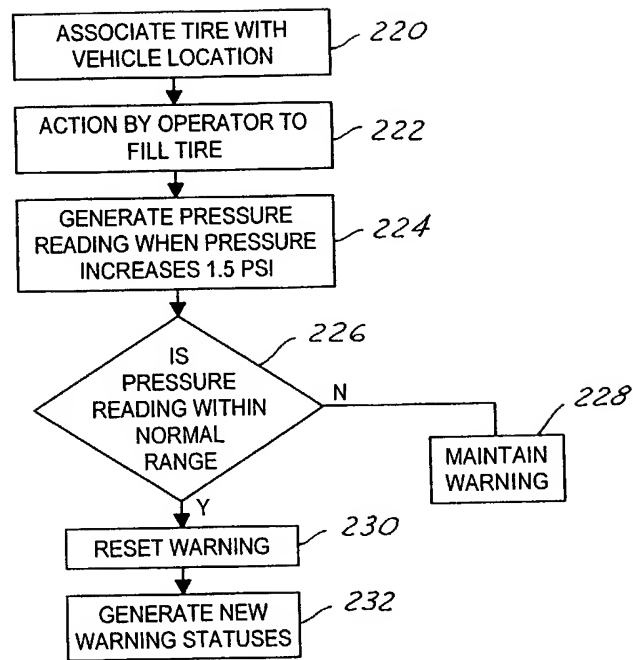 ASSOCIATE TIRE WITH
VEHICLE LOCATION
220
ACTION BY OPERATOR TO
FILL TIRE
222
GENERATE PRESSURE
READING WHEN PRESSURE
INCREASES 1.5 PSI
224
IS
PRESSURE
READING WITHIN
NORMAL
RANGE
226
N
228
MAINTAIN
WARNING
Y
RESET WARNING
230
GENERATE NEW
WARNING STATUSES
232